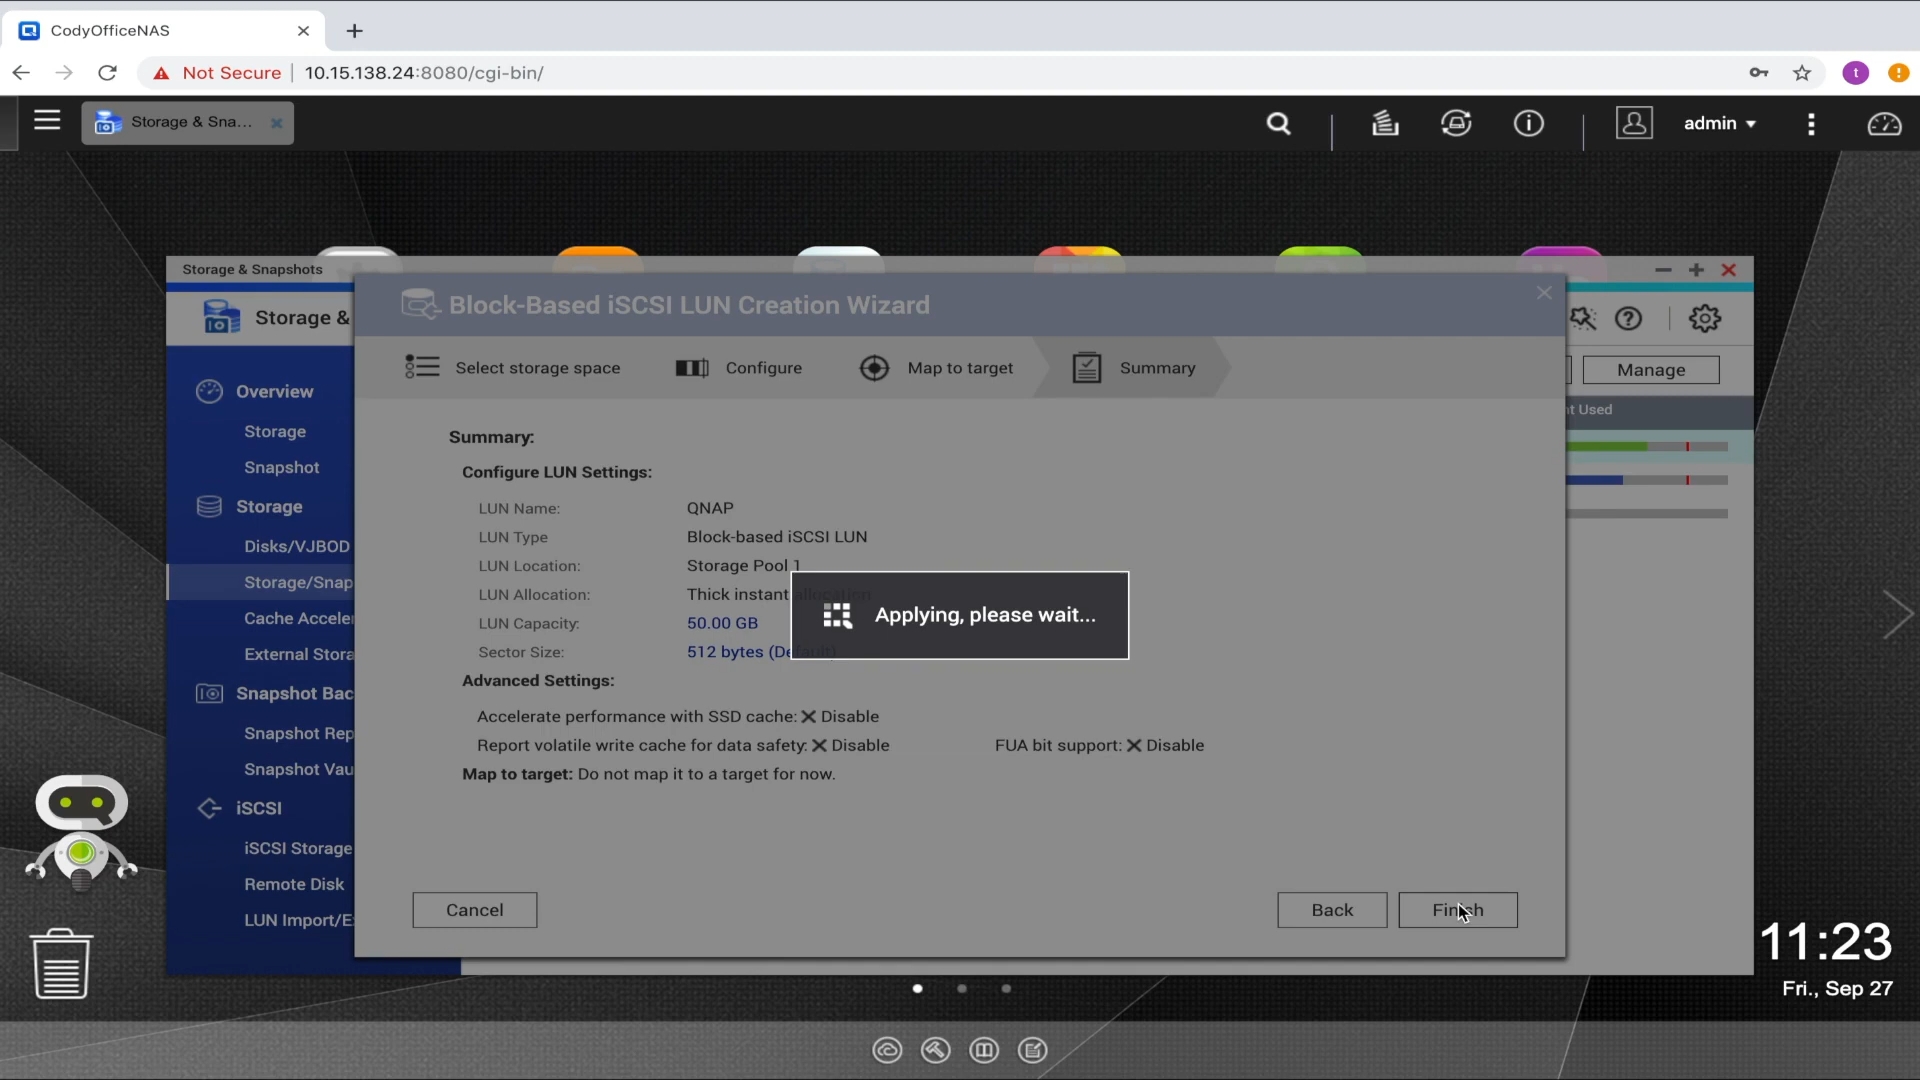 CodyOfficeNAS
Not Secure
10.15.138.24:8080/cgi-bin/
t
Storage & Sna...
admin
Storage & Snapshots
Storage &
Block-Based iSCSI LUN Creation Wizard
Select storage space
Configure
Map to target
Summary
Manage
Used
Overview
Storage
Snapshot
Storage
Disks/VJBOD
Storage/Snap
Cache Acceler
External Stora
Snapshot Bac
Snapshot Rep
Snapshot Vau
iSCSI
iSCSI Storage
Remote Disk
LUN Import/E
Summary:
Configure LUN Settings:
LUN Name: QNAP
LUN Type Block-based iSCSI LUN
LUN Location: Storage Pool 1
LUN Allocation: Thick instant allocation
LUN Capacity: 50.00 GB
Sector Size: 512 bytes (Default)
Applying, please wait...
Advanced Settings:
Accelerate performance with SSD cache: Disable
Report volatile write cache for data safety: Disable
FUA bit support: Disable
Map to target: Do not map it to a target for now.
Cancel
Back
Finish
11:23
Fri., Sep 27